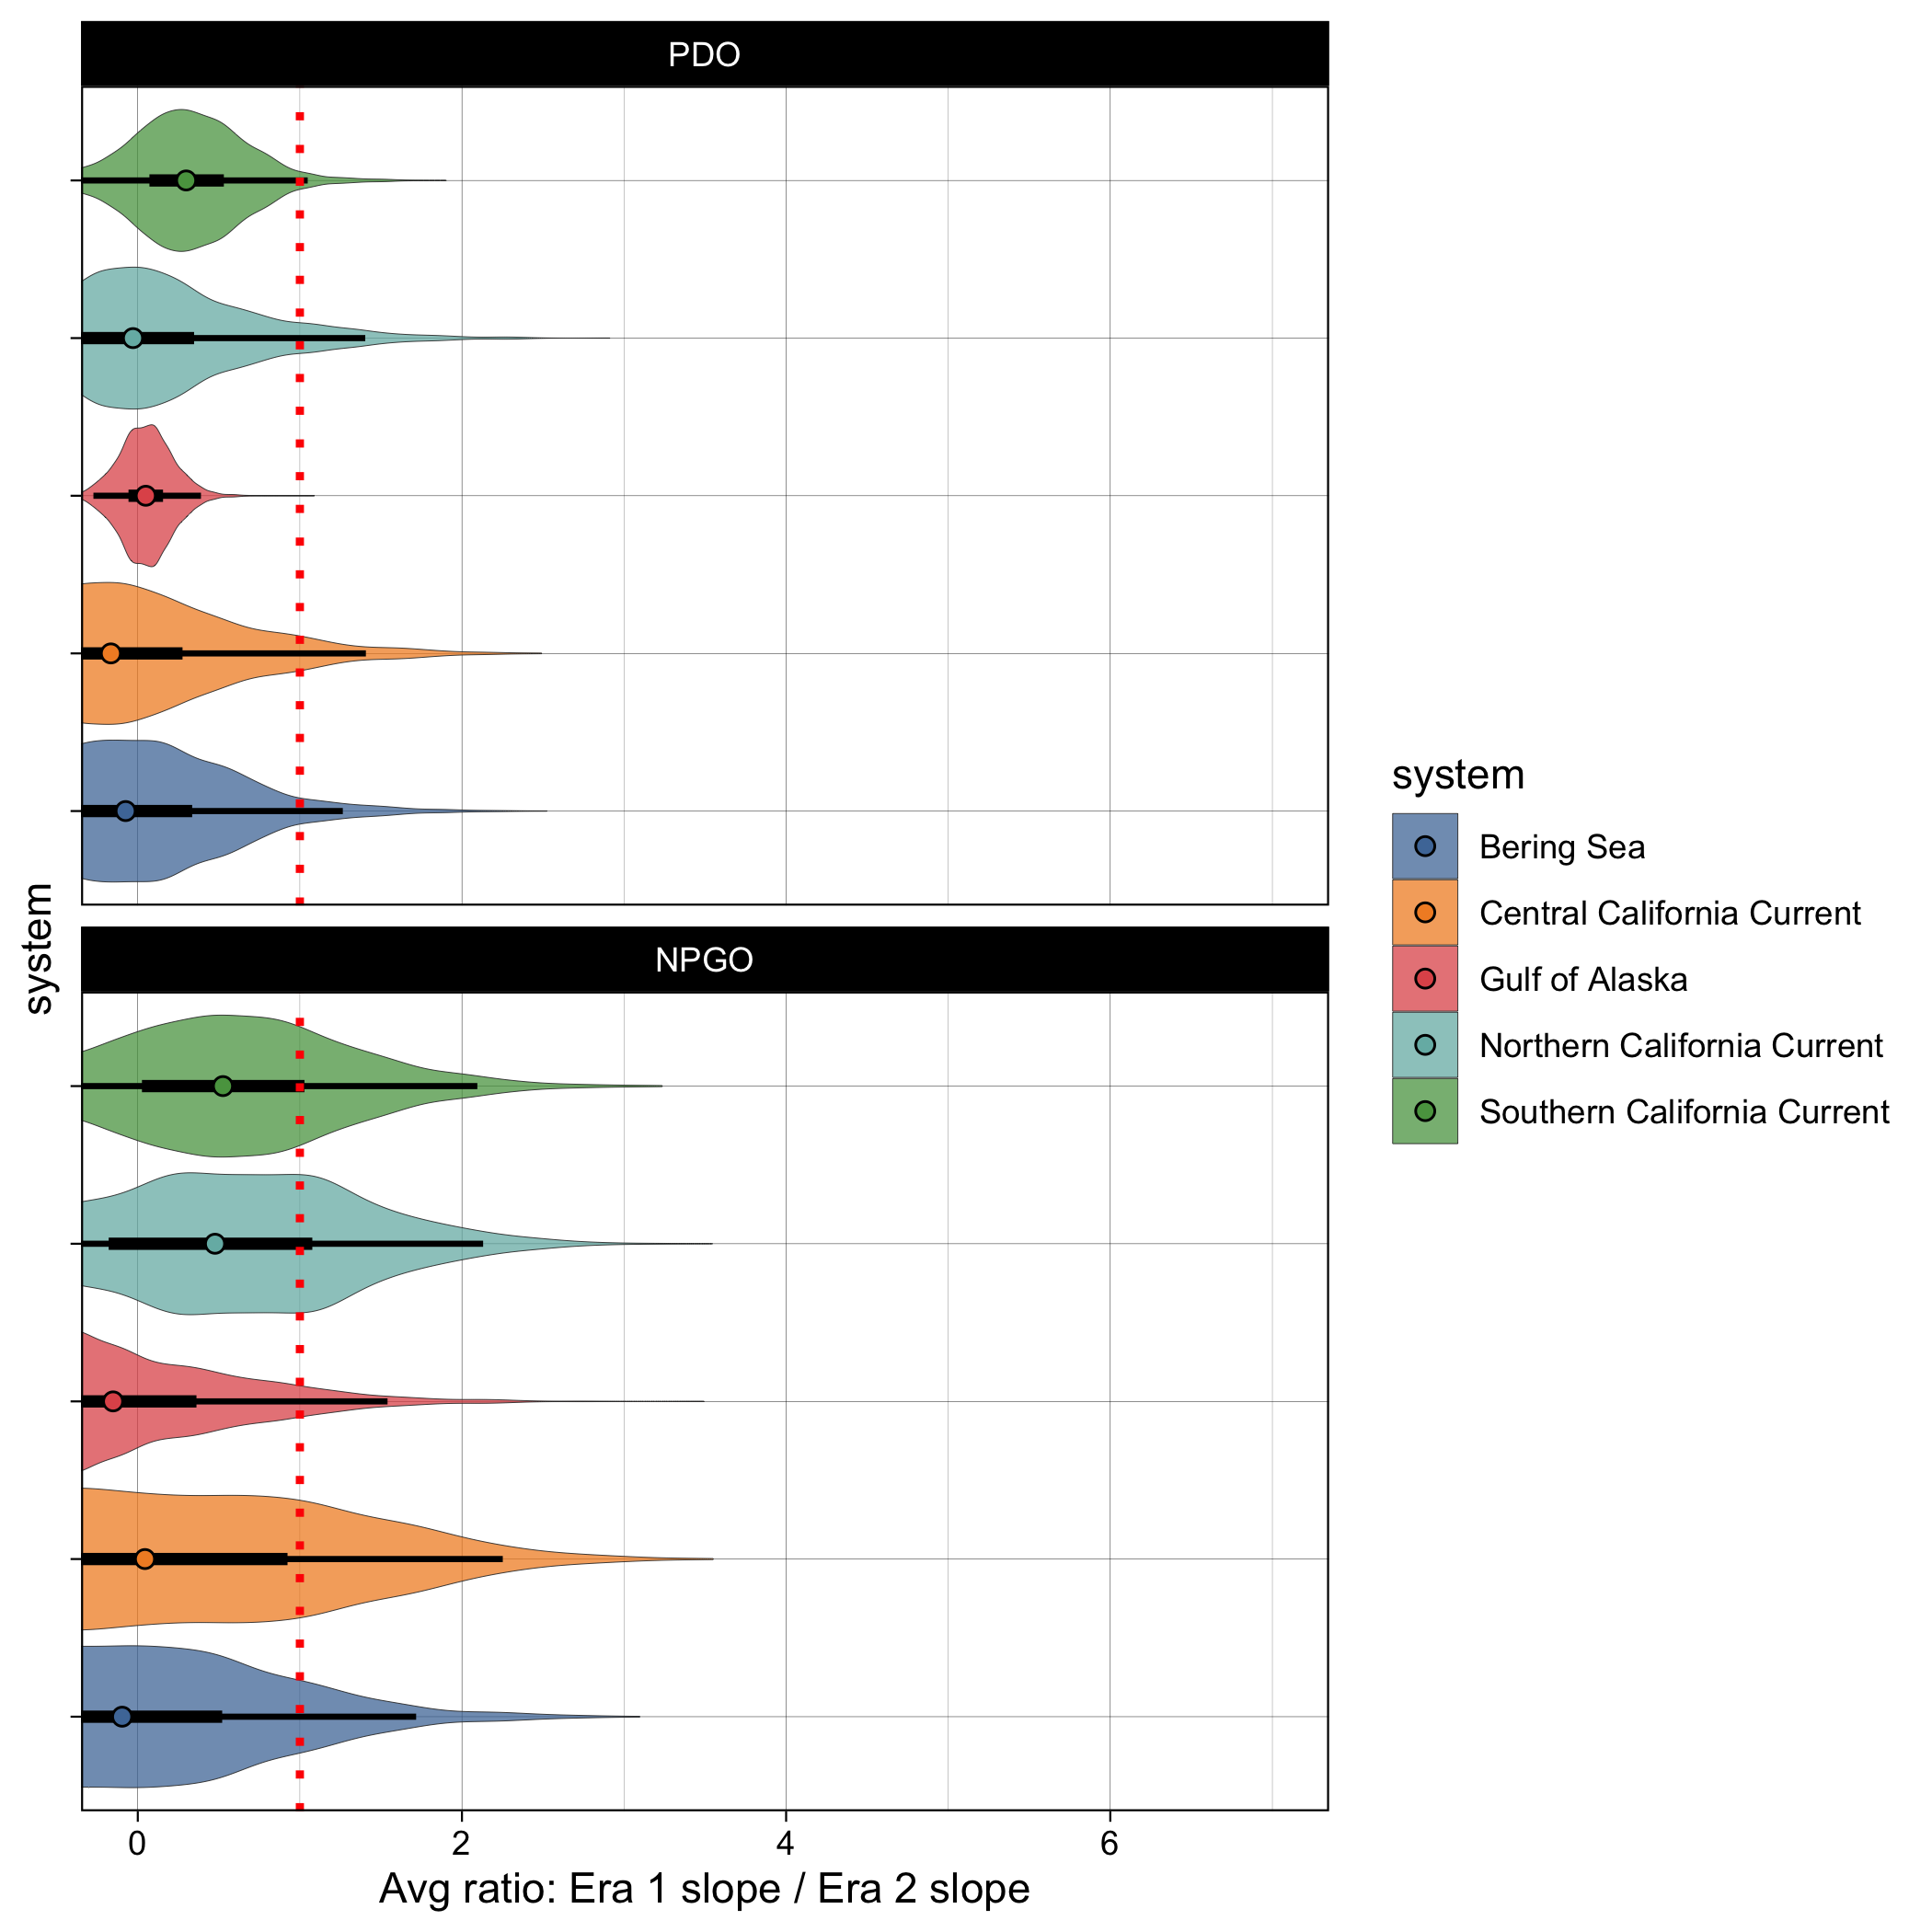 PDO
system
NPGO
0 2 4 6
Avg ratio: Era 1 slope / Era 2 slope
system
Bering Sea
Central California Current
Gulf of Alaska
Northern California Current
Southern California Current